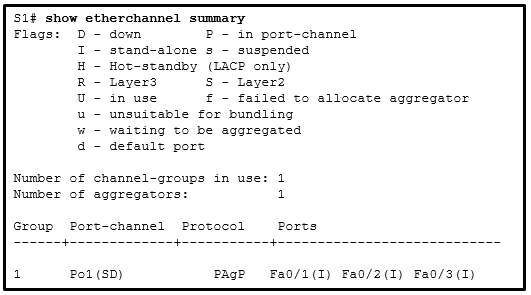 S1# show etherchannel summary
Flags:  D - down        P - in port-channel
        I - stand-alone s - suspended
        H - Hot-standby (LACP only)
        R - Layer3      S - Layer2
        U - in use      f - failed to allocate aggregator
        u - unsuitable for bundling
        w - waiting to be aggregated
        d - default port
Number of channel-groups in use: 1
Number of aggregators:           1
Group  Port-channel  Protocol    Ports
------+-------------+-----------+-----------------------------
1      Po1(SD)           PAgP   Fa0/1(I) Fa0/2(I) Fa0/3(I)